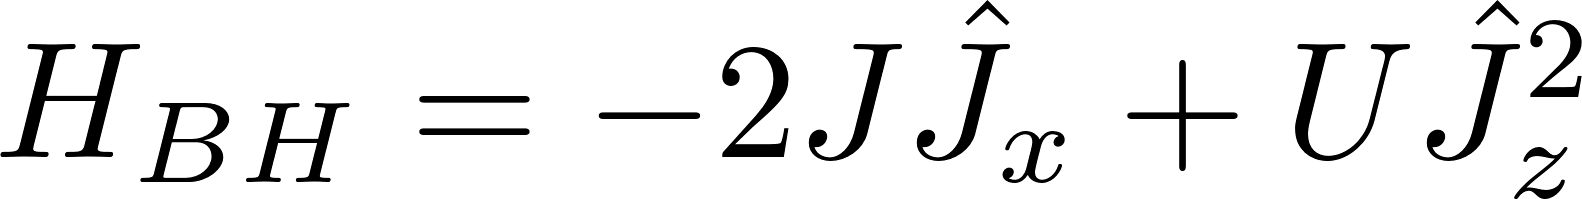 $H_{BH} = -2J\hat{J}_x + U\hat{J}_z^2$